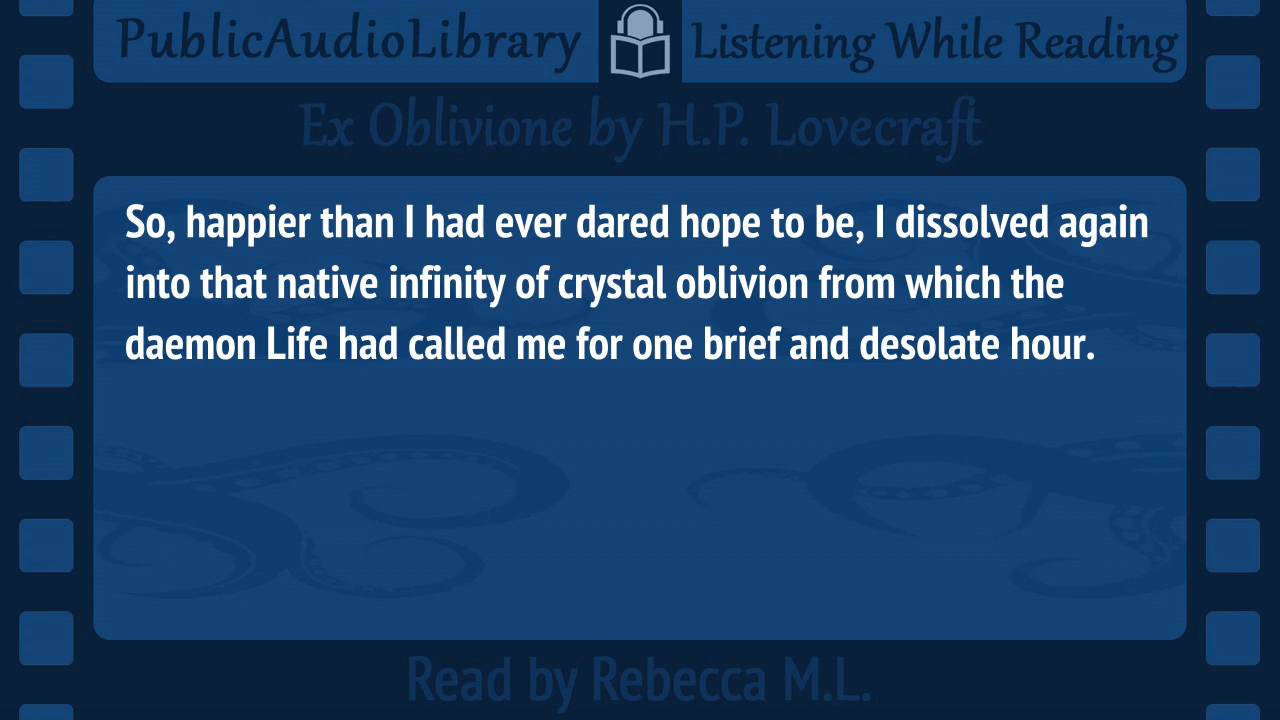 PublicAudioLibrary Listening While Reading
Ex Oblivione by H.P. Lovecraft
So, happier than I had ever dared hope to be, I dissolved again
into that native infinity of crystal oblivion from which the
daemon Life had called me for one brief and desolate hour.
Read by Rebecca M.L.